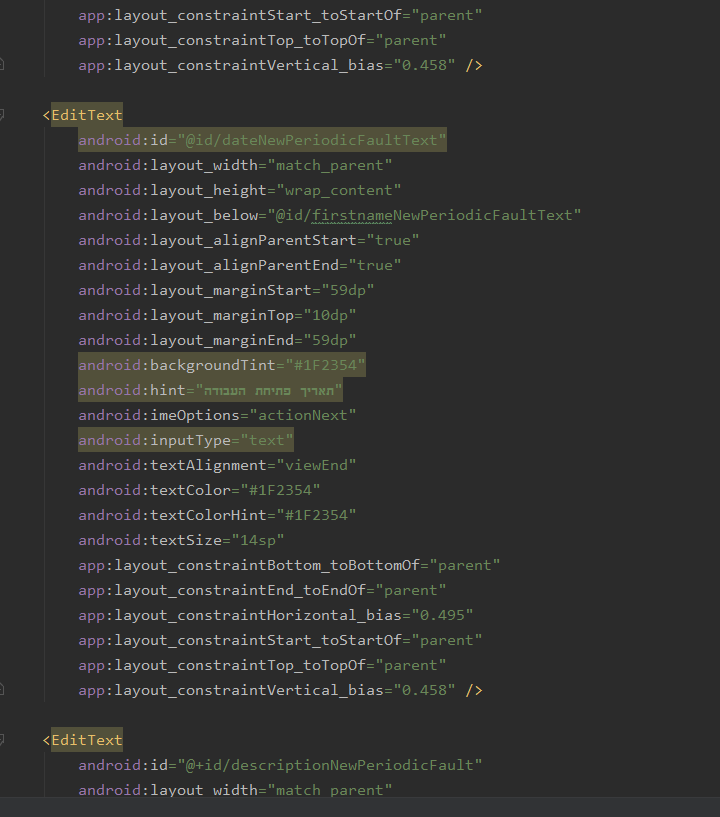 app:layout_constraintStart_toStartOf="parent"
app:layout_constraintTop_toTopOf="parent"
app:layout_constraintVertical_bias="0.458" />
<EditText
android:id="@id/dateNewPeriodicFaultText"
android:layout_width="match_parent"
android:layout_height="wrap_content"
android:layout_below="@id/firstnameNewPeriodicFaultText"
android:layout_alignParentStart="true"
android:layout_alignParentEnd="true"
android:layout_marginStart="59dp"
android:layout_marginTop="10dp"
android:layout_marginEnd="59dp"
android:backgroundTint="#1F2354"
android:hint="תאריך פתיחת העבודה"
android:imeOptions="actionNext"
android:inputType="text"
android:textAlignment="viewEnd"
android:textColor="#1F2354"
android:textColorHint="#1F2354"
android:textSize="14sp"
app:layout_constraintBottom_toBottomOf="parent"
app:layout_constraintEnd_toEndOf="parent"
app:layout_constraintHorizontal_bias="0.495"
app:layout_constraintStart_toStartOf="parent"
app:layout_constraintTop_toTopOf="parent"
app:layout_constraintVertical_bias="0.458" />
<EditText
android:id="@+id/descriptionNewPeriodicFault"
android:layout_width="match_parent"